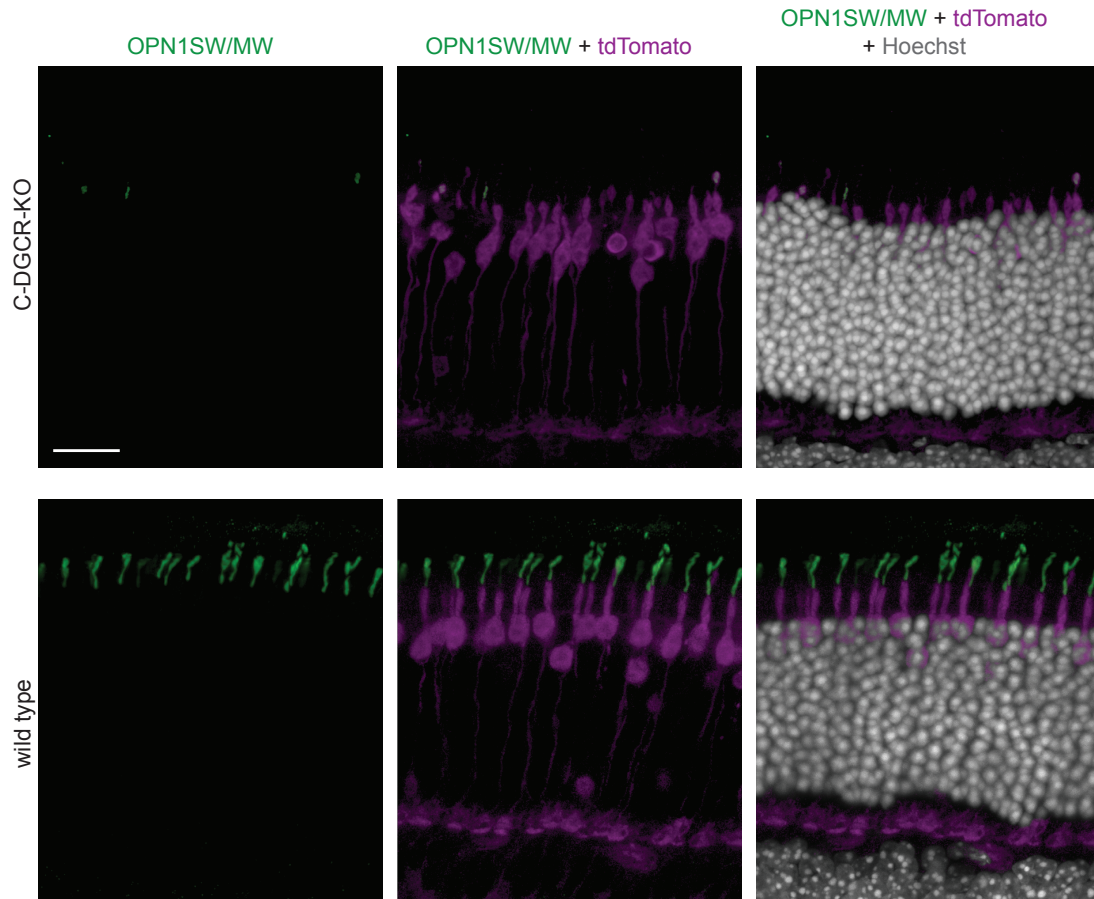 OPN1SW/MW
OPN1SW/MW + tdTomato
OPN1SW/MW + tdTomato
+ Hoechst
C-DGCR-KO
wild type